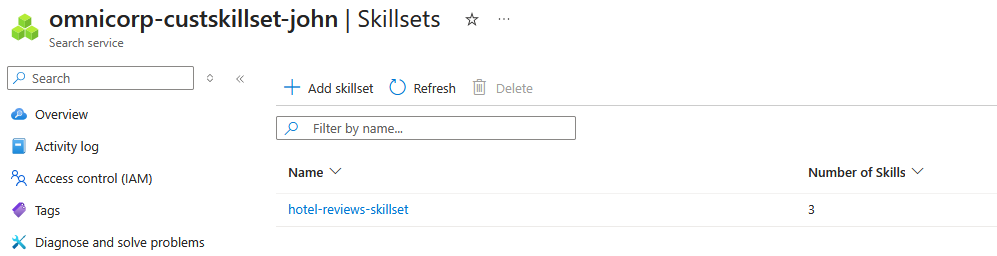 omnicorp-custskillset-john | Skillsets
Search service
Search
Overview
Activity log
Access control (IAM)
Tags
Diagnose and solve problems
Add skillset Refresh Delete
Filter by name...
Name Number of Skills
hotel-reviews-skillset 3